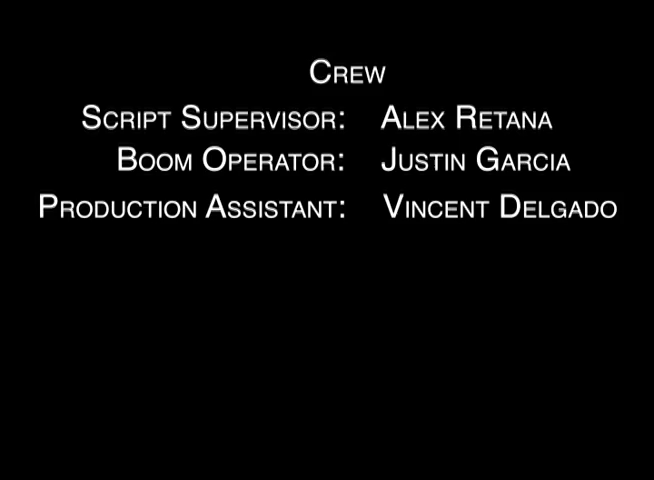 Crew
Script Supervisor: Alex Retana
Boom Operator: Justin Garcia
Production Assistant: Vincent Delgado